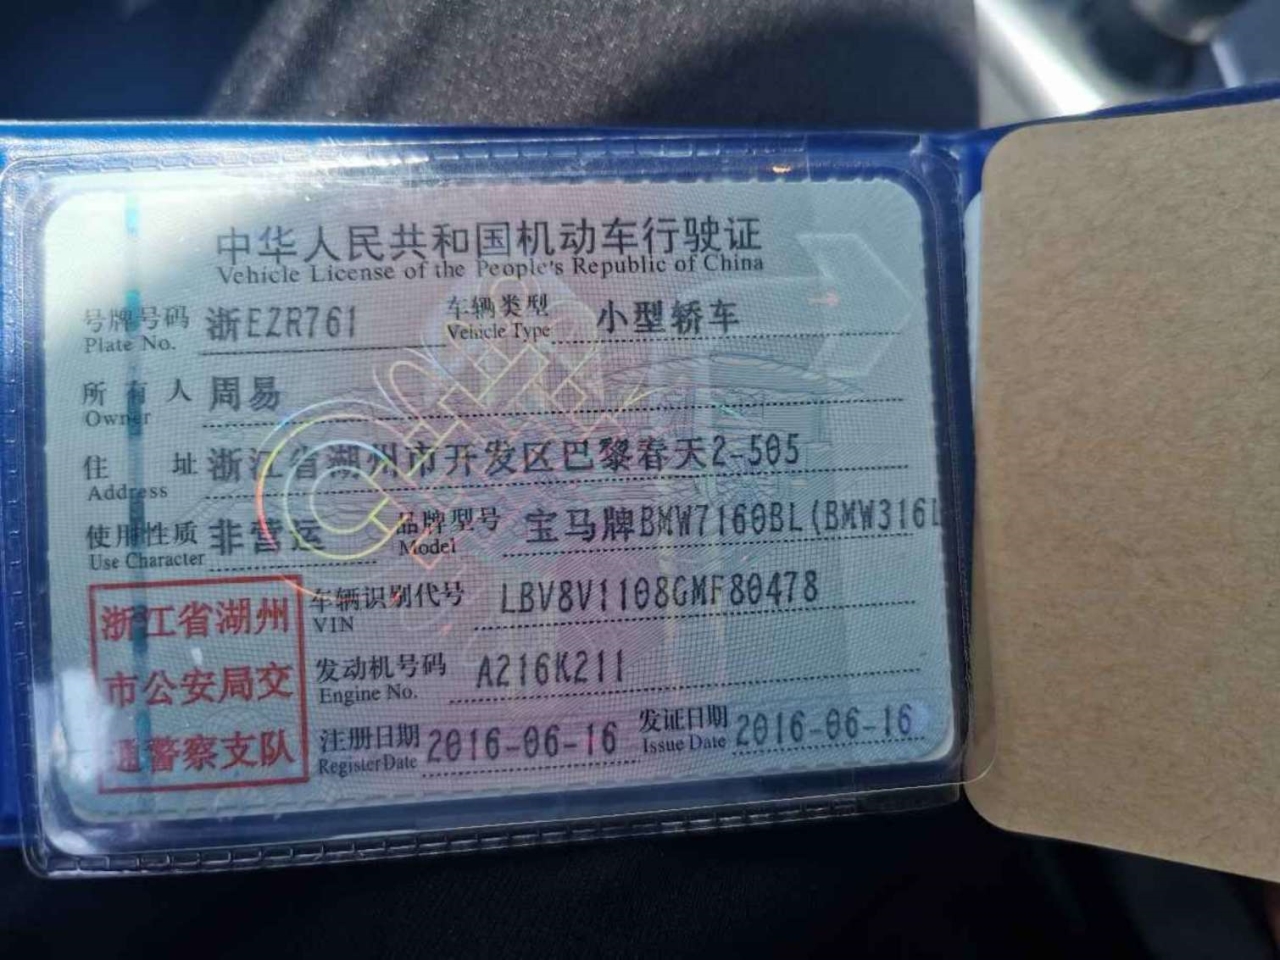 中华人民共和国机动车行驶证
Vehicle License of the People's Republic of China
号牌号码 浙EZR761 车辆类型 小型轿车
Plate No. Vehicle Type
所有人 周易
Owner
住址 浙江省湖州市开发区巴黎春天2-505
Address
使用性质 非营运 品牌型号 宝马牌BMW7160BL(BMW316L
Use Character Model
车辆识别代号 LBV8V1108GMF80478
VIN
发动机号码 A216K211
Engine No.
注册日期 2016-06-16 发证日期 2016-06-16
Register Date Issue Date
浙江省湖州
市公安局交
通警察支队